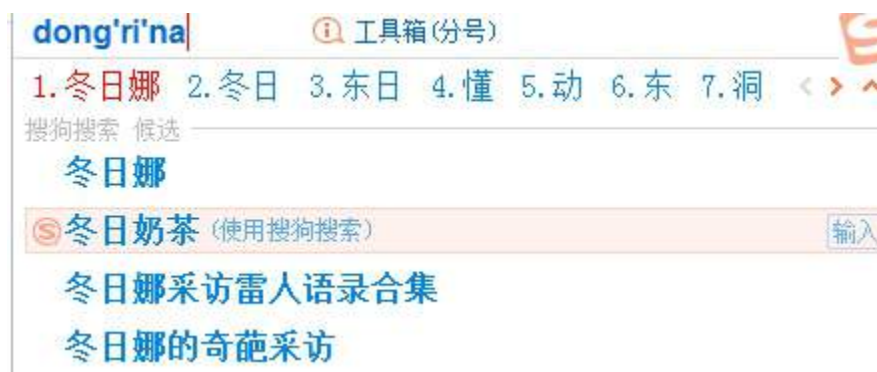 dong'ri'na 工具箱(分号)
1.冬日娜 2.冬日 3.东日 4.懂 5.动 6.东 7.洞
搜狗搜索 候选
冬日娜
冬日奶茶(使用搜狗搜索) 输入
冬日娜采访雷人语录合集
冬日娜的奇葩采访